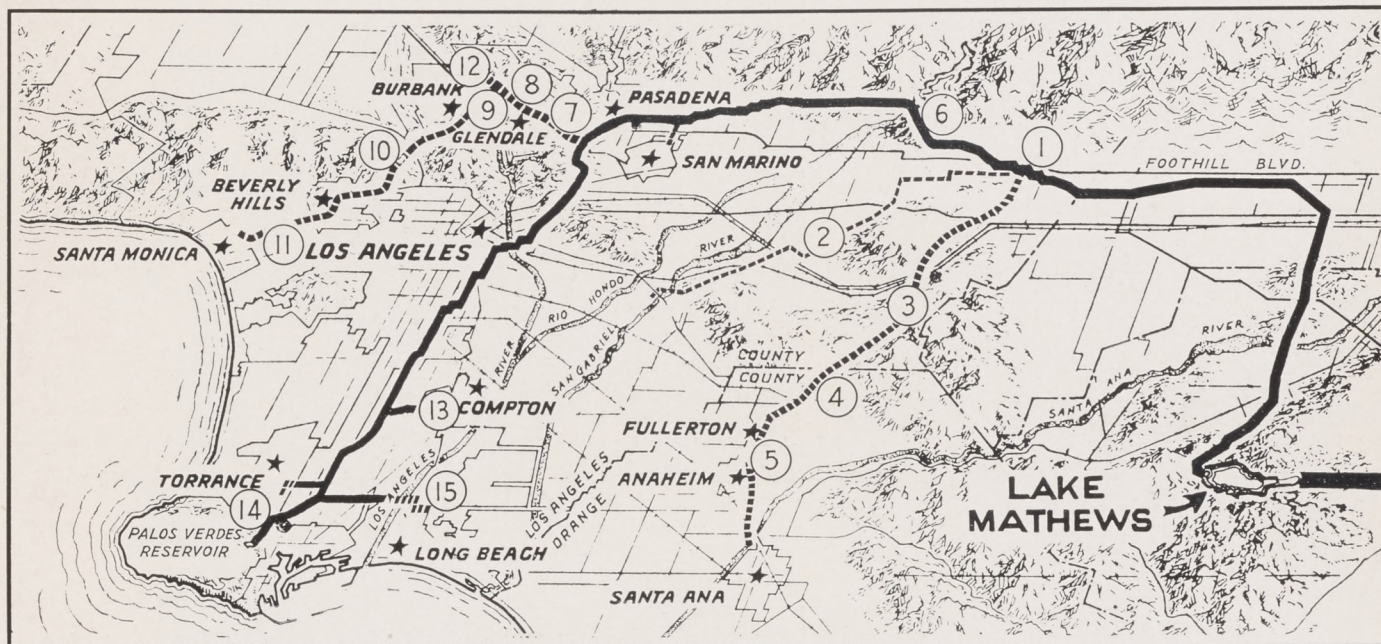 12
8
BURBANK
9
7
PASADENA
6
GLENDALE
1
10
SAN MARINO
FOOTHILL BLVD.
BEVERLY
HILLS
2
RIVER
SANTA MONICA
11
LOS ANGELES
3
RIO HONDO
RIVER
SAN GABRIEL
RIVER
COUNTY
COUNTY
4
SANTA ANA
13
COMPTON
FULLERTON
5
TORRANCE
15
LOS ANGELES
LOS ANGELES
ORANGE
ANAHEIM
LAKE
MATHEWS
14
PALOS VERDES
RESERVOIR
LONG BEACH
SANTA ANA